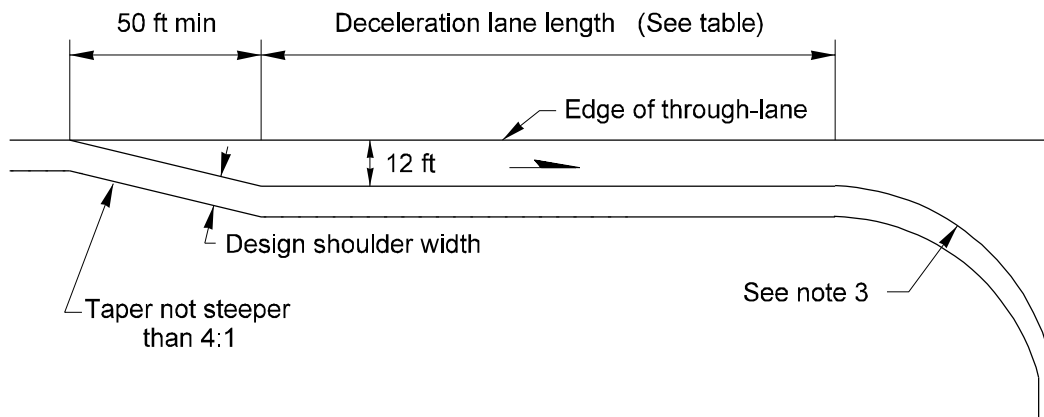 50 ft min
Deceleration lane length (See table)
Edge of through-lane
12 ft
Design shoulder width
See note 3
Taper not steeper
than 4:1